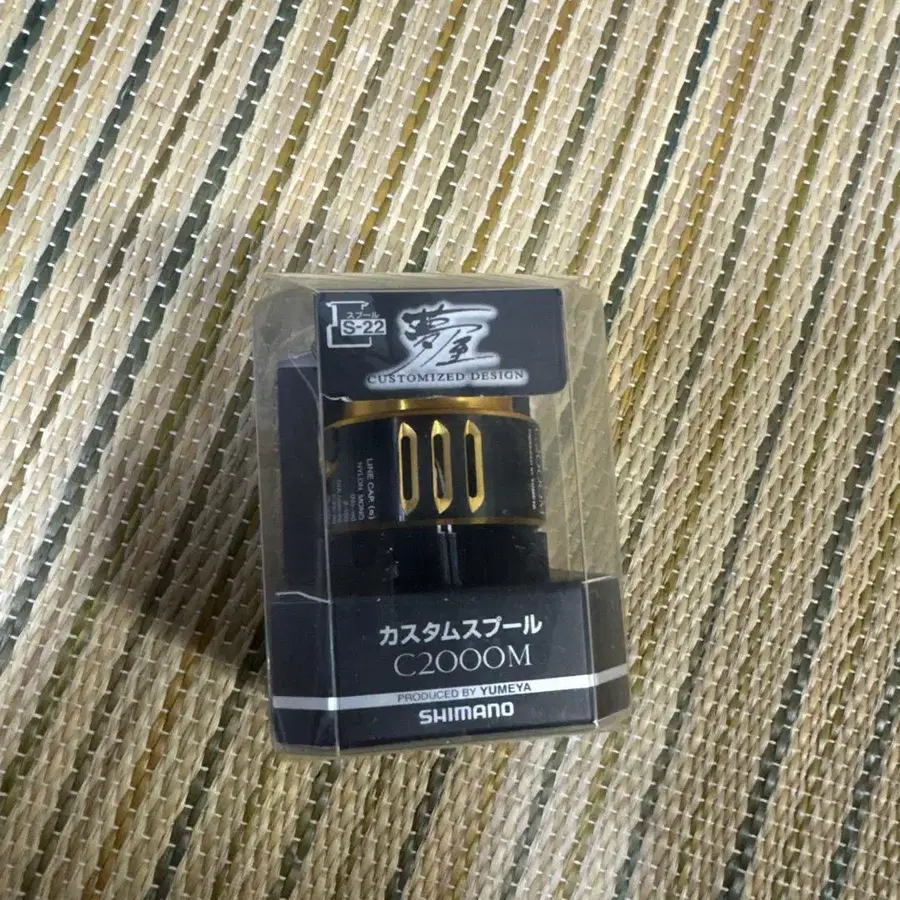 スプール
S-22
夢屋
CUSTOMIZED DESIGN
LINE CAP. (m)
NYLON MONO
カスタムスプール
C2000M
PRODUCED BY YUMEYA
SHIMANO